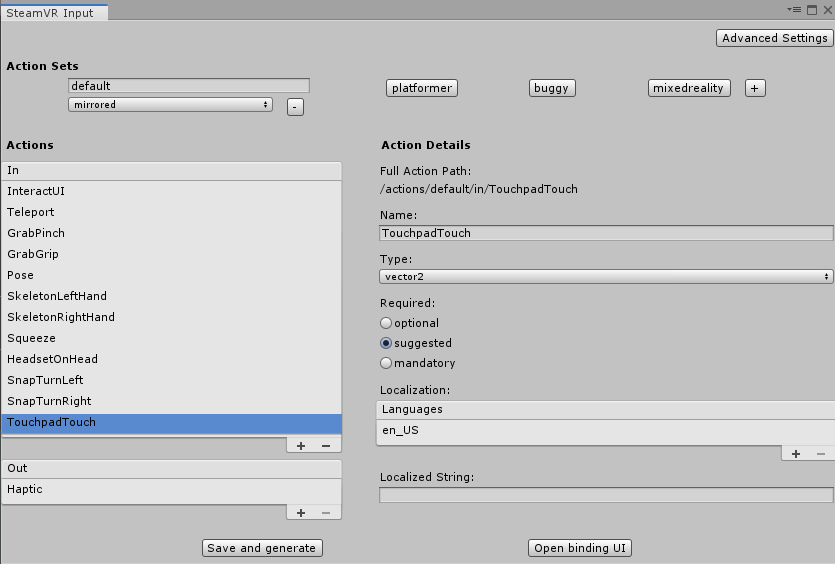 SteamVR Input
Advanced Settings
Action Sets
default
platformer
buggy
mixedreality
+
mirrored
-
Actions
In
InteractUI
Teleport
GrabPinch
GrabGrip
Pose
SkeletonLeftHand
SkeletonRightHand
Squeeze
HeadsetOnHead
SnapTurnLeft
SnapTurnRight
TouchpadTouch
+ −
Out
Haptic
+ −
Action Details
Full Action Path:
/actions/default/in/TouchpadTouch
Name:
TouchpadTouch
Type:
vector2
Required:
optional
suggested
mandatory
Localization:
Languages
en_US
+ −
Localized String:
Save and generate
Open binding UI